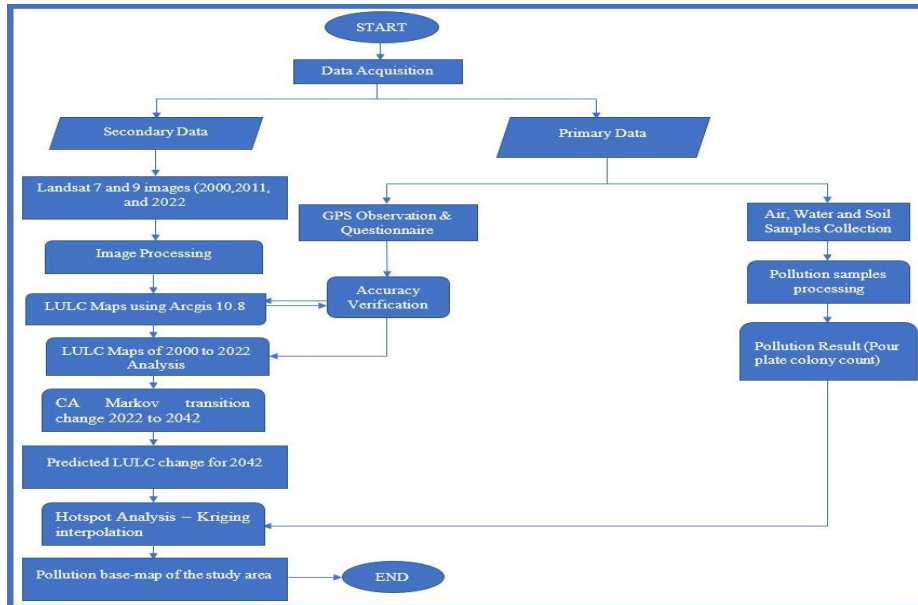 START
Data Acquisition
Secondary Data
Primary Data
Landsat 7 and 9 images (2000,2011,
and 2022
GPS Observation &
Questionnaire
Air, Water and Soil
Samples Collection
Image Processing
Accuracy
Verification
Pollution samples
processing
LULC Maps using Arcgis 10.8
LULC Maps of 2000 to 2022
Analysis
Pollution Result (Pour
plate colony count)
CA Markov transition
change 2022 to 2042
Predicted LULC change for 2042
Hotspot Analysis – Kriging
interpolation
Pollution base-map of the study area
END